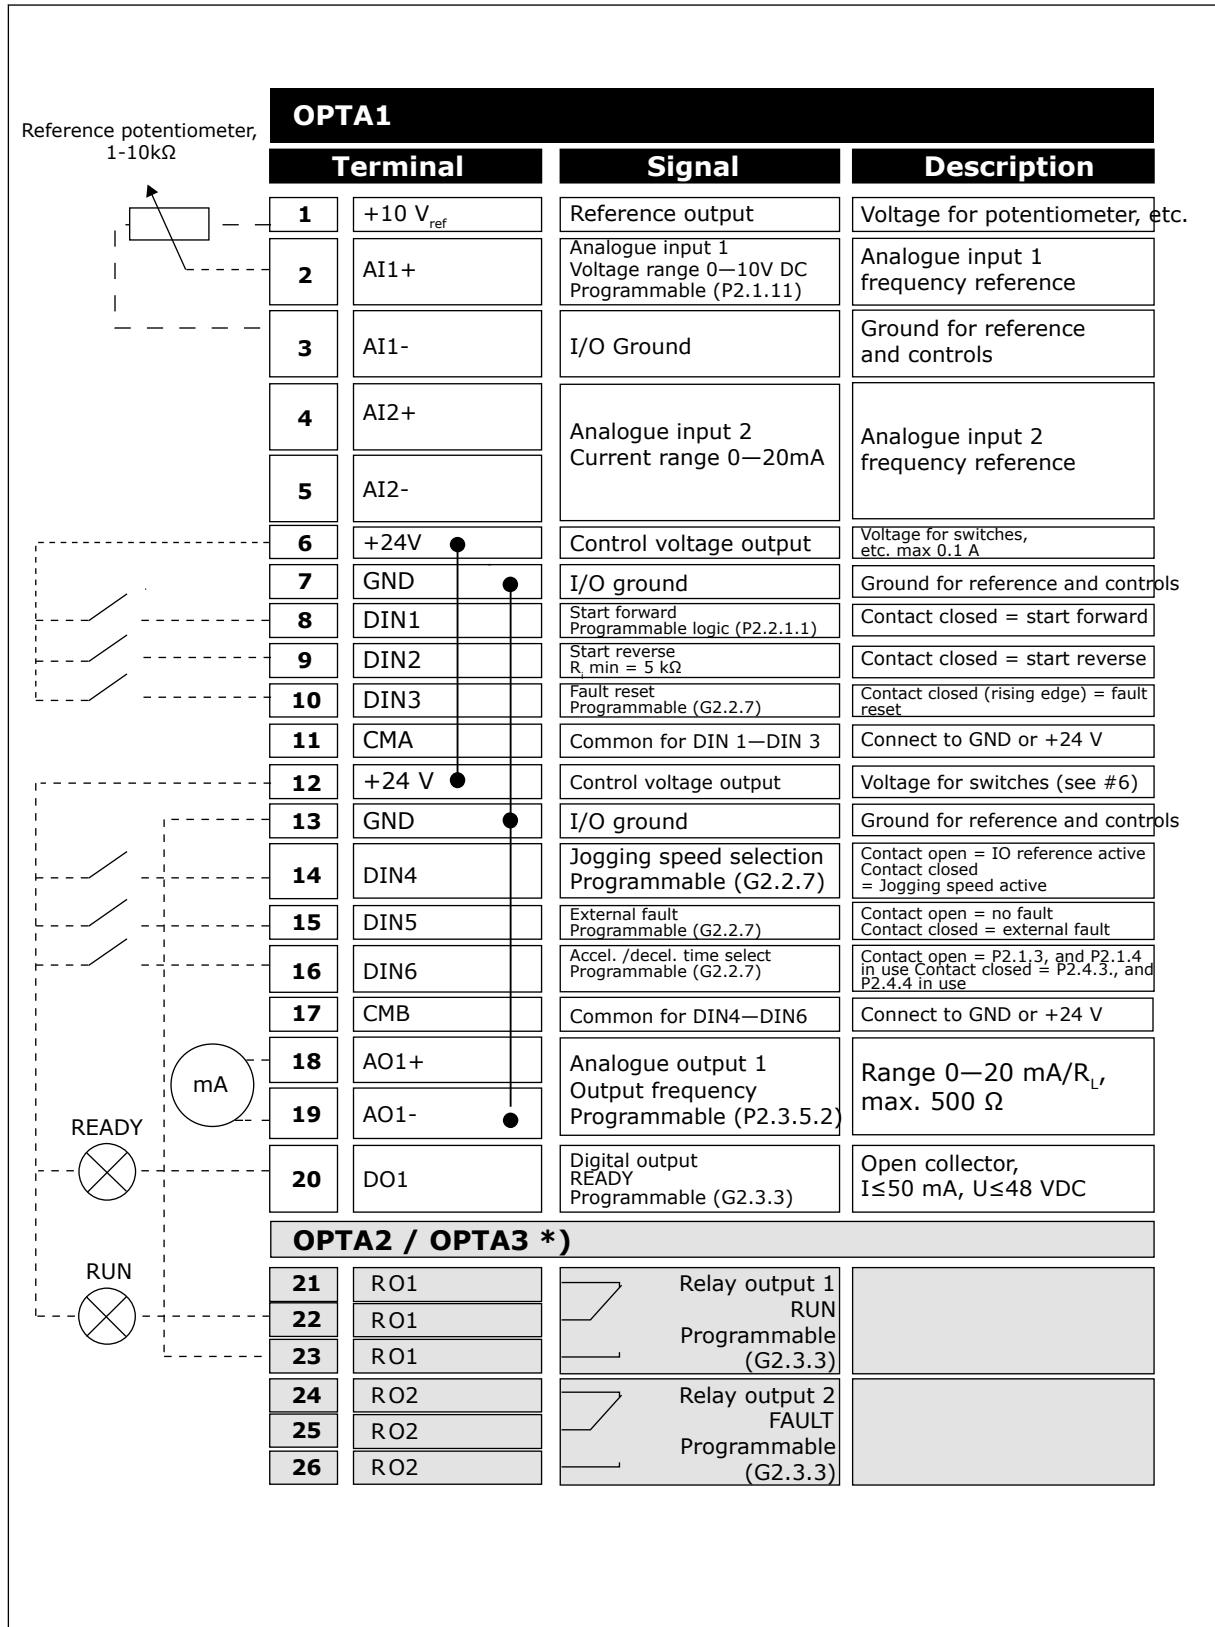 OPTA1
Reference potentiometer,
1-10kΩ
Terminal Signal Description
1 +10 Vref Reference output Voltage for potentiometer, etc.
2 AI1+ Analogue input 1
Voltage range 0—10V DC
Programmable (P2.1.11)
Analogue input 1
frequency reference
3 AI1- I/O Ground Ground for reference
and controls
4 AI2+
5 AI2-
Analogue input 2
Current range 0—20mA
Analogue input 2
frequency reference
6 +24V Control voltage output Voltage for switches,
etc. max 0.1 A
7 GND I/O ground Ground for reference and controls
8 DIN1 Start forward
Programmable logic (P2.2.1.1)
Contact closed = start forward
9 DIN2 Start reverse
Ri min = 5 kΩ
Contact closed = start reverse
10 DIN3 Fault reset
Programmable (G2.2.7)
Contact closed (rising edge) = fault
reset
11 CMA Common for DIN 1—DIN 3 Connect to GND or +24 V
12 +24 V Control voltage output Voltage for switches (see #6)
13 GND I/O ground Ground for reference and controls
14 DIN4 Jogging speed selection
Programmable (G2.2.7)
Contact open = IO reference active
Contact closed
= Jogging speed active
15 DIN5 External fault
Programmable (G2.2.7)
Contact open = no fault
Contact closed = external fault
16 DIN6 Accel. /decel. time select
Programmable (G2.2.7)
Contact open = P2.1.3, and P2.1.4
in use Contact closed = P2.4.3., and
P2.4.4 in use
17 CMB Common for DIN4—DIN6 Connect to GND or +24 V
mA
18 AO1+
19 AO1-
Analogue output 1
Output frequency
Programmable (P2.3.5.2)
Range 0—20 mA/RL,
max. 500 Ω
READY
20 DO1 Digital output
READY
Programmable (G2.3.3)
Open collector,
I≤50 mA, U≤48 VDC
OPTA2 / OPTA3 *)
RUN
21 RO1
22 RO1
23 RO1
Relay output 1
RUN
Programmable
(G2.3.3)
24 RO2
25 RO2
26 RO2
Relay output 2
FAULT
Programmable
(G2.3.3)